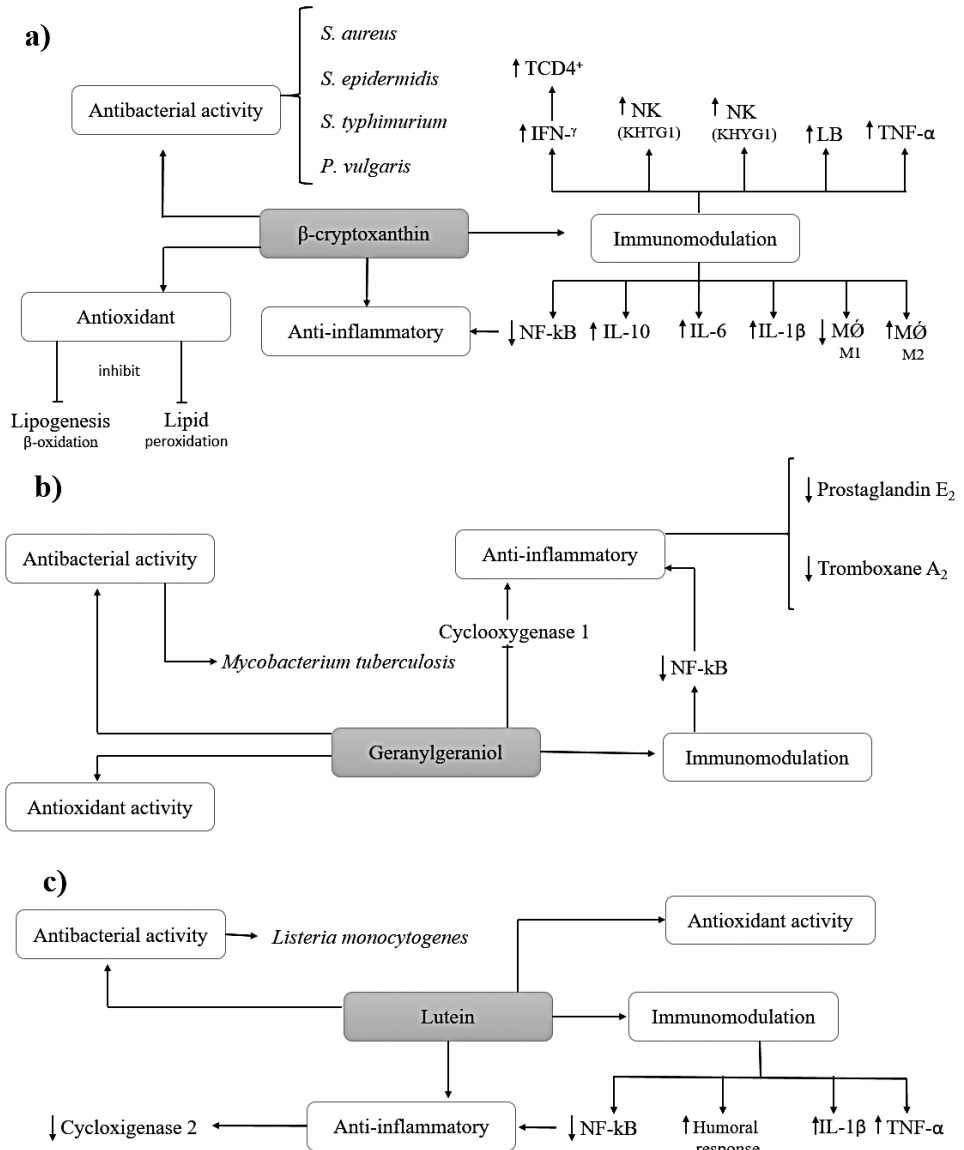 a)
S. aureus
S. epidermidis
S. typhimurium
P. vulgaris
Antibacterial activity
↑ TCD4⁺
↑ IFN-ᵞ
↑ NK
(KHTG1)
↑ NK
(KHYG1)
↑ LB
↑ TNF-α
β-cryptoxanthin
Immunomodulation
Antioxidant
Anti-inflammatory
↓ NF-kB
↑ IL-10
↑ IL-6
↑ IL-1β
↓ MǾ
M1
↑ MǾ
M2
inhibit
Lipogenesis
β-oxidation
Lipid
peroxidation
b)
↓ Prostaglandin E₂
↓ Tromboxane A₂
Antibacterial activity
Anti-inflammatory
Cyclooxygenase 1
Mycobacterium tuberculosis
↓ NF-kB
Geranylgeraniol
Immunomodulation
Antioxidant activity
c)
Antibacterial activity
Listeria monocytogenes
Antioxidant activity
Lutein
Immunomodulation
↓ Cycloxigenase 2
Anti-inflammatory
↓ NF-kB
↑ Humoral
response
↑ IL-1β
↑ TNF-α